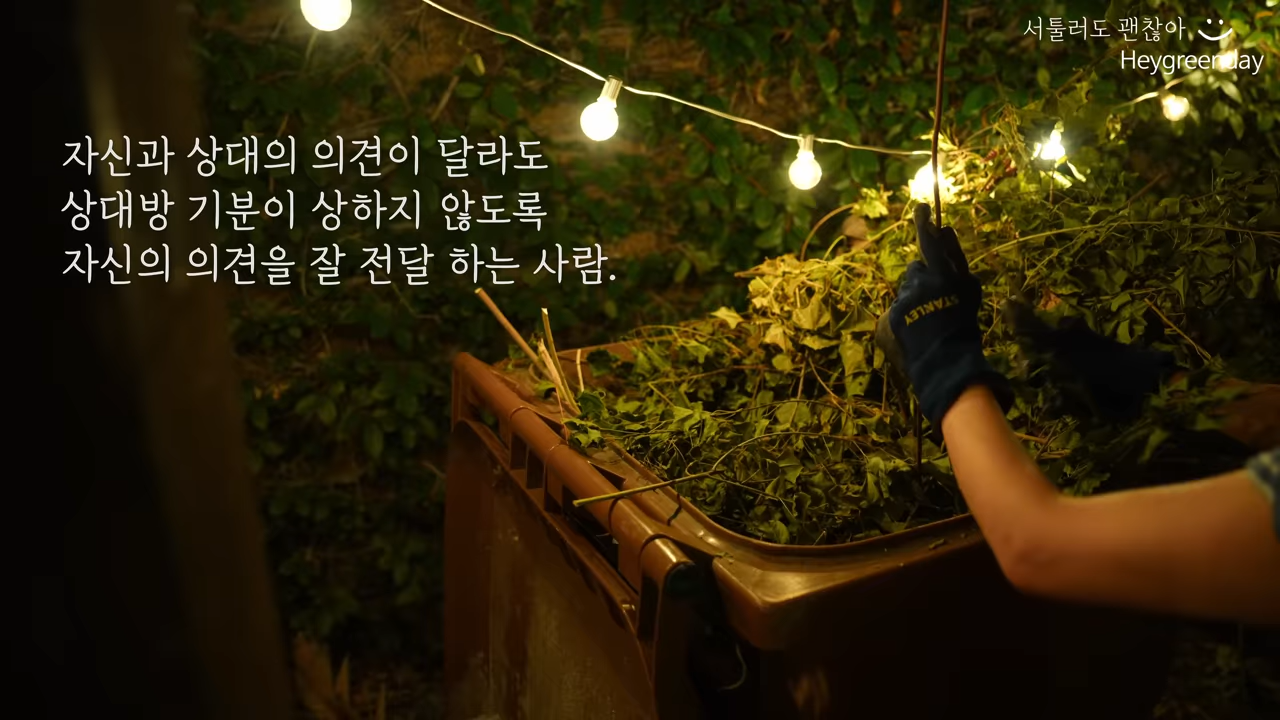 서툴러도 괜찮아
Heygreenday
자신과 상대의 의견이 달라도
상대방 기분이 상하지 않도록
자신의 의견을 잘 전달 하는 사람.
STANLEY